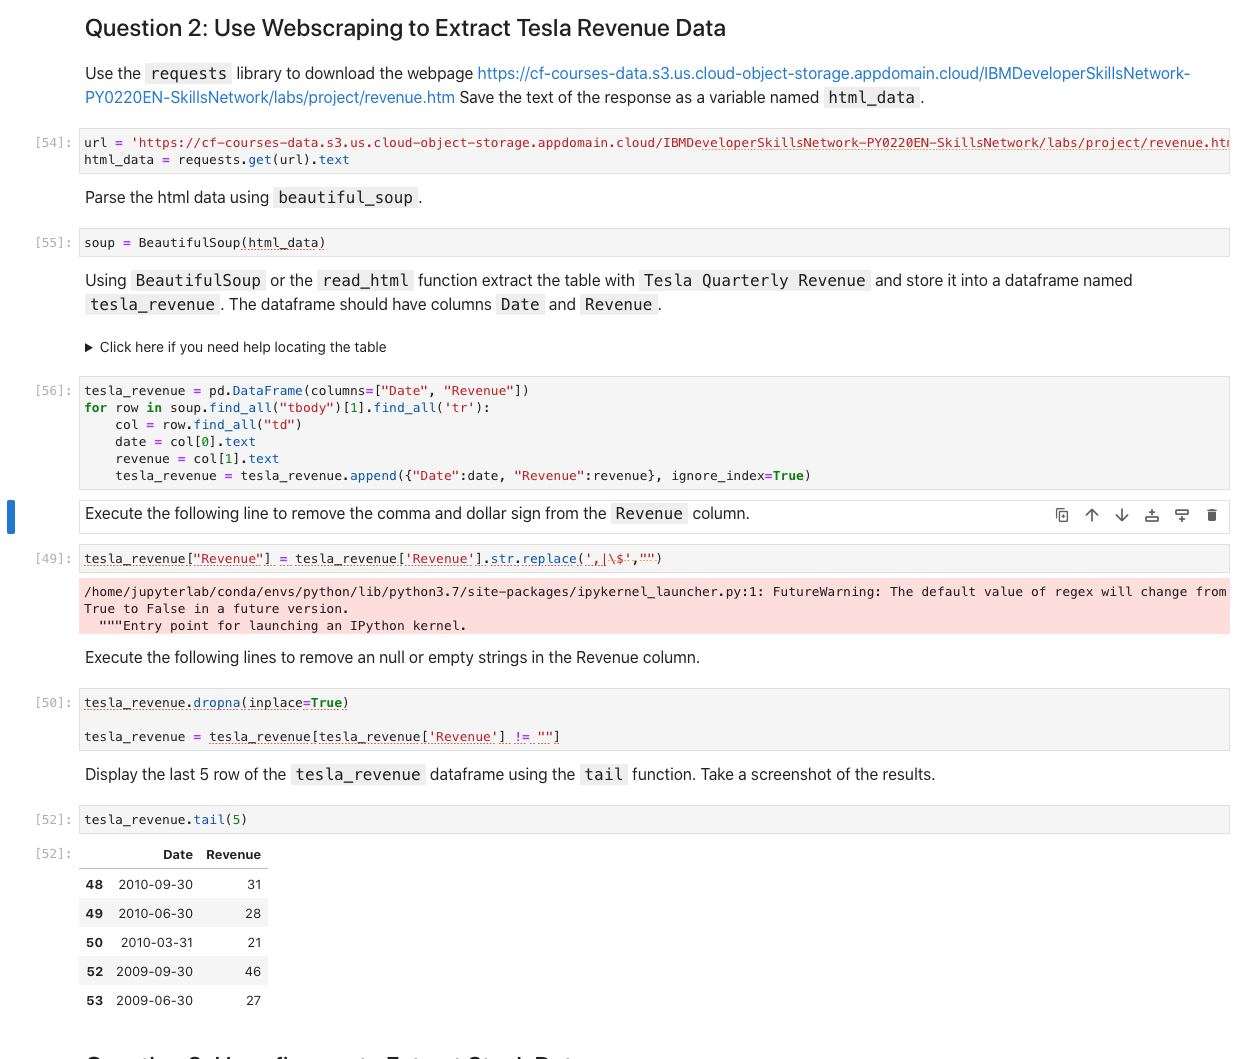 Question 2: Use Webscraping to Extract Tesla Revenue Data
Use the requests library to download the webpage https://cf-courses-data.s3.us.cloud-object-storage.appdomain.cloud/IBMDeveloperSkillsNetwork-
PY0220EN-SkillsNetwork/labs/project/revenue.htm Save the text of the response as a variable named html_data .
[54]: url = 'https://cf-courses-data.s3.us.cloud-object-storage.appdomain.cloud/IBMDeveloperSkillsNetwork-PY0220EN-SkillsNetwork/labs/project/revenue.htm
html_data = requests.get(url).text
Parse the html data using beautiful_soup .
[55]: soup = BeautifulSoup(html_data)
Using BeautifulSoup or the read_html function extract the table with Tesla Quarterly Revenue and store it into a dataframe named
tesla_revenue . The dataframe should have columns Date and Revenue .
Click here if you need help locating the table
[56]: tesla_revenue = pd.DataFrame(columns=["Date", "Revenue"])
for row in soup.find_all("tbody")[1].find_all('tr'):
    col = row.find_all("td")
    date = col[0].text
    revenue = col[1].text
    tesla_revenue = tesla_revenue.append({"Date":date, "Revenue":revenue}, ignore_index=True)
Execute the following line to remove the comma and dollar sign from the Revenue column.
[49]: tesla_revenue["Revenue"] = tesla_revenue['Revenue'].str.replace(',|\$',"")
/home/jupyterlab/conda/envs/python/lib/python3.7/site-packages/ipykernel_launcher.py:1: FutureWarning: The default value of regex will change from
True to False in a future version.
  """Entry point for launching an IPython kernel.
Execute the following lines to remove an null or empty strings in the Revenue column.
[50]: tesla_revenue.dropna(inplace=True)
tesla_revenue = tesla_revenue[tesla_revenue['Revenue'] != ""]
Display the last 5 row of the tesla_revenue dataframe using the tail function. Take a screenshot of the results.
[52]: tesla_revenue.tail(5)
[52]: Date Revenue
48 2010-09-30 31
49 2010-06-30 28
50 2010-03-31 21
52 2009-09-30 46
53 2009-06-30 27